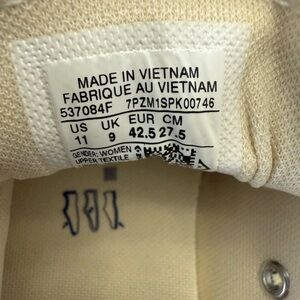 MADE IN VIETNAM
FABRIQUE AU VIETNAM
537084F 7PZM1SPK00746
US UK EUR CM
11 9 42.5 27.5
GENDER: WOMEN
UPPER TEXTILE